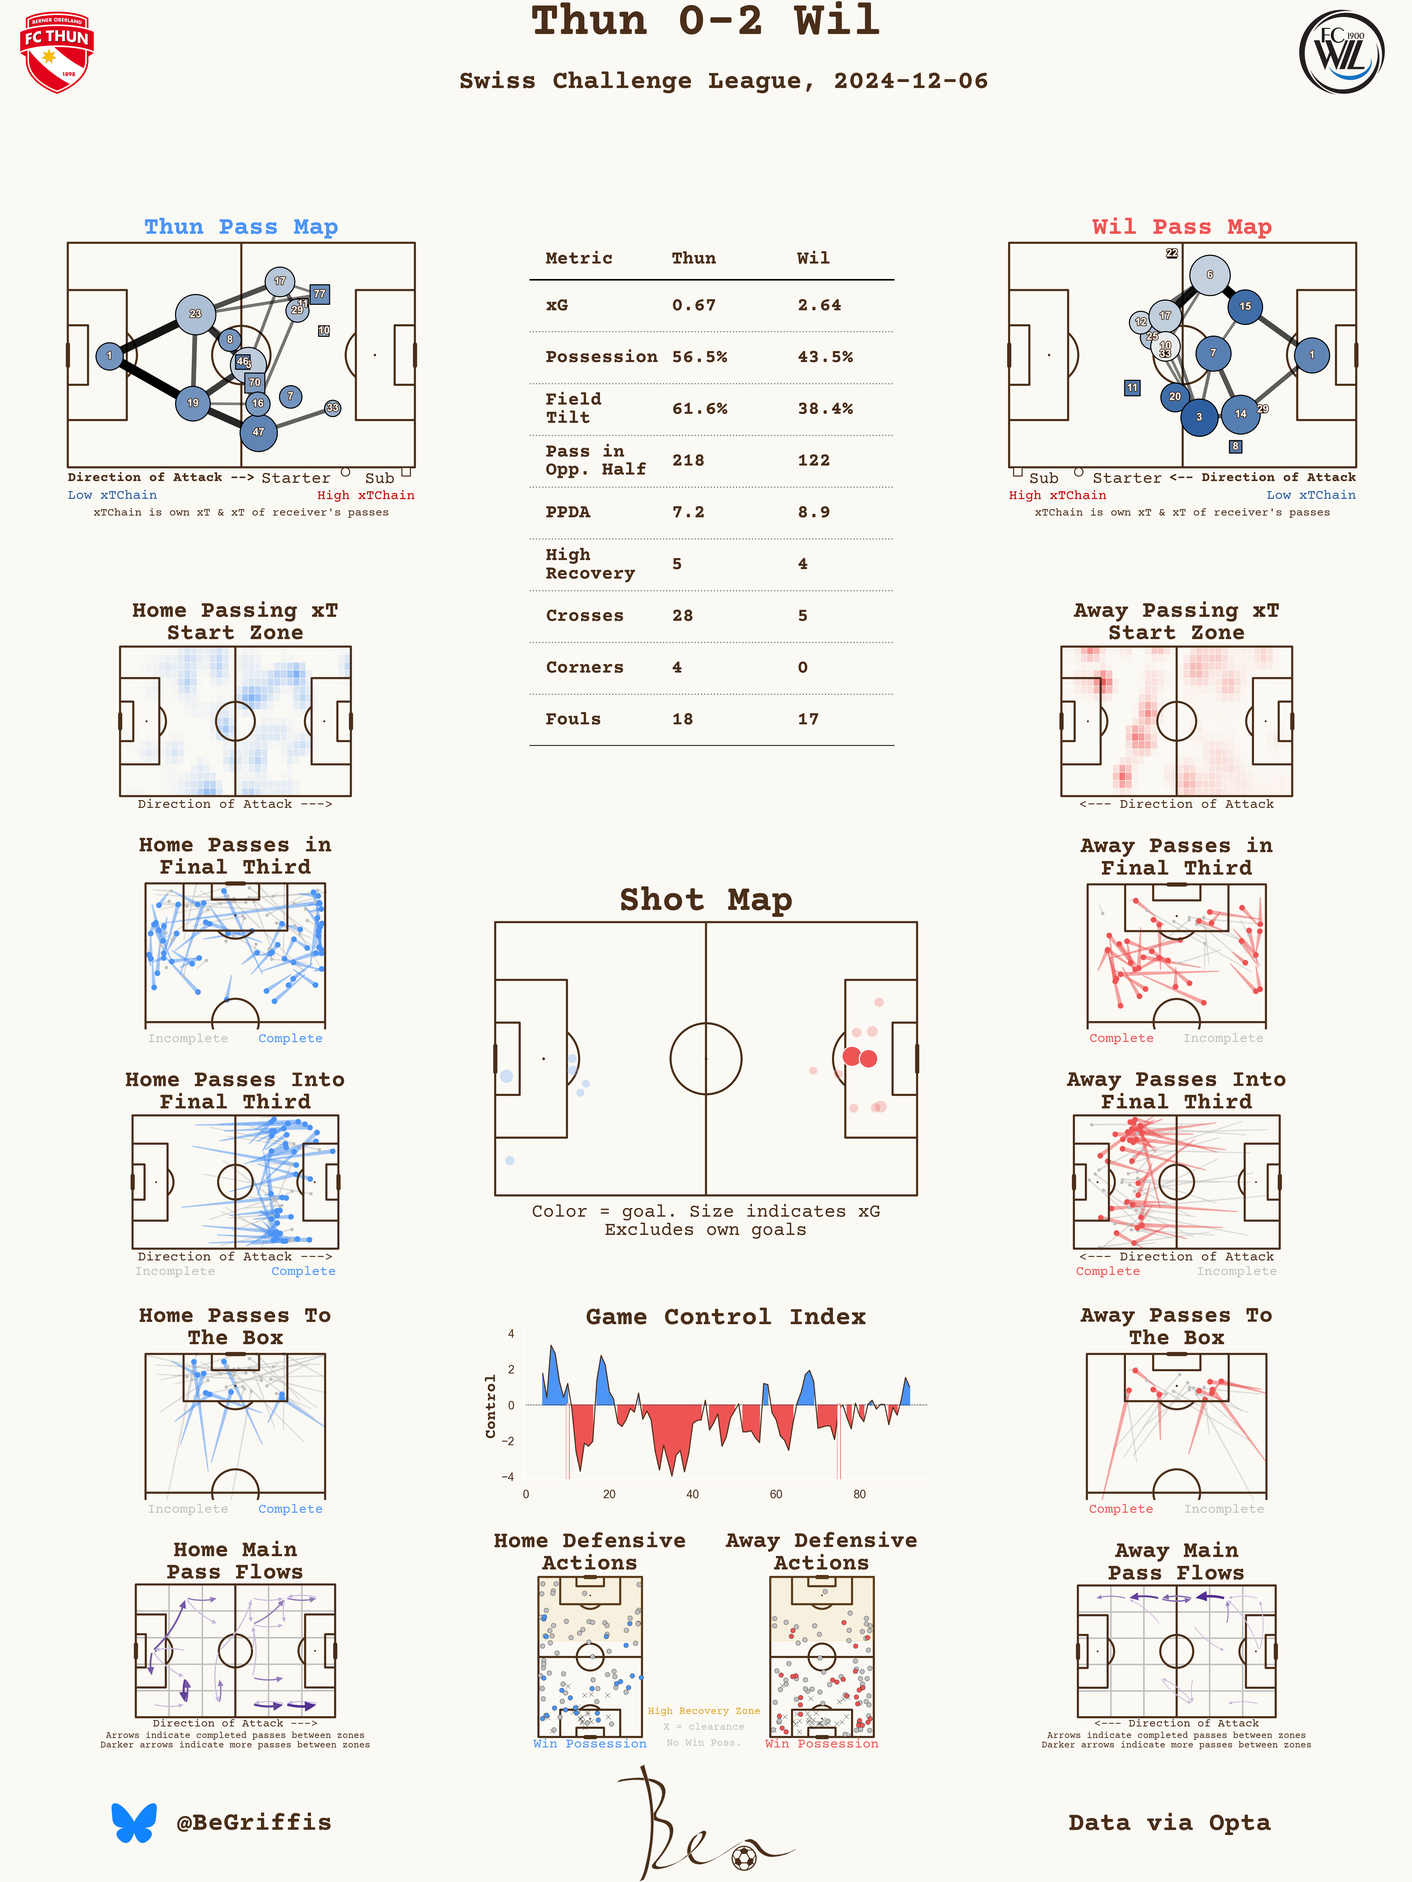 Thun 0-2 Wil
Swiss Challenge League, 2024-12-06
BERNER OBERLAND
FC THUN
1898
FC 1900
WIL
Thun Pass Map
1
23
19
8
46
70
16
47
17
11
29
77
10
7
33
Direction of Attack --> Starter Sub
Low xTChain High xTChain
xTChain is own xT & xT of receiver's passes
Metric Thun Wil
xG 0.67 2.64
Possession 56.5% 43.5%
Field
Tilt 61.6% 38.4%
Pass in
Opp. Half 218 122
PPDA 7.2 8.9
High
Recovery 5 4
Crosses 28 5
Corners 4 0
Fouls 18 17
Wil Pass Map
22
6
15
17
12
25
10
33
7
1
11
20
3
14
29
8
Sub Starter <-- Direction of Attack
High xTChain Low xTChain
xTChain is own xT & xT of receiver's passes
Home Passing xT
Start Zone
Direction of Attack --->
Away Passing xT
Start Zone
<--- Direction of Attack
Home Passes in
Final Third
Incomplete Complete
Away Passes in
Final Third
Complete Incomplete
Shot Map
Color = goal. Size indicates xG
Excludes own goals
Home Passes Into
Final Third
Direction of Attack --->
Incomplete Complete
Away Passes Into
Final Third
<--- Direction of Attack
Complete Incomplete
Home Passes To
The Box
Incomplete Complete
Game Control Index
Control
4
2
0
−2
−4
0 20 40 60 80
Away Passes To
The Box
Complete Incomplete
Home Main
Pass Flows
Direction of Attack --->
Arrows indicate completed passes between zones
Darker arrows indicate more passes between zones
Home Defensive
Actions
Win Possession
Away Defensive
Actions
Win Possession
High Recovery Zone
X = clearance
No Win Poss.
Away Main
Pass Flows
<--- Direction of Attack
Arrows indicate completed passes between zones
Darker arrows indicate more passes between zones
@BeGriffis
Ben
Data via Opta